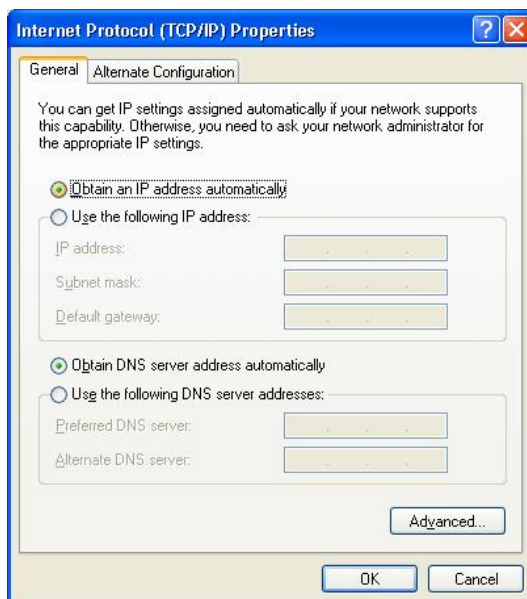 Internet Protocol (TCP/IP) Properties
?
General
Alternate Configuration
You can get IP settings assigned automatically if your network supports
this capability. Otherwise, you need to ask your network administrator for
the appropriate IP settings.
Obtain an IP address automatically
Use the following IP address:
IP address:
Subnet mask:
Default gateway:
Obtain DNS server address automatically
Use the following DNS server addresses:
Preferred DNS server:
Alternate DNS server:
Advanced...
OK
Cancel